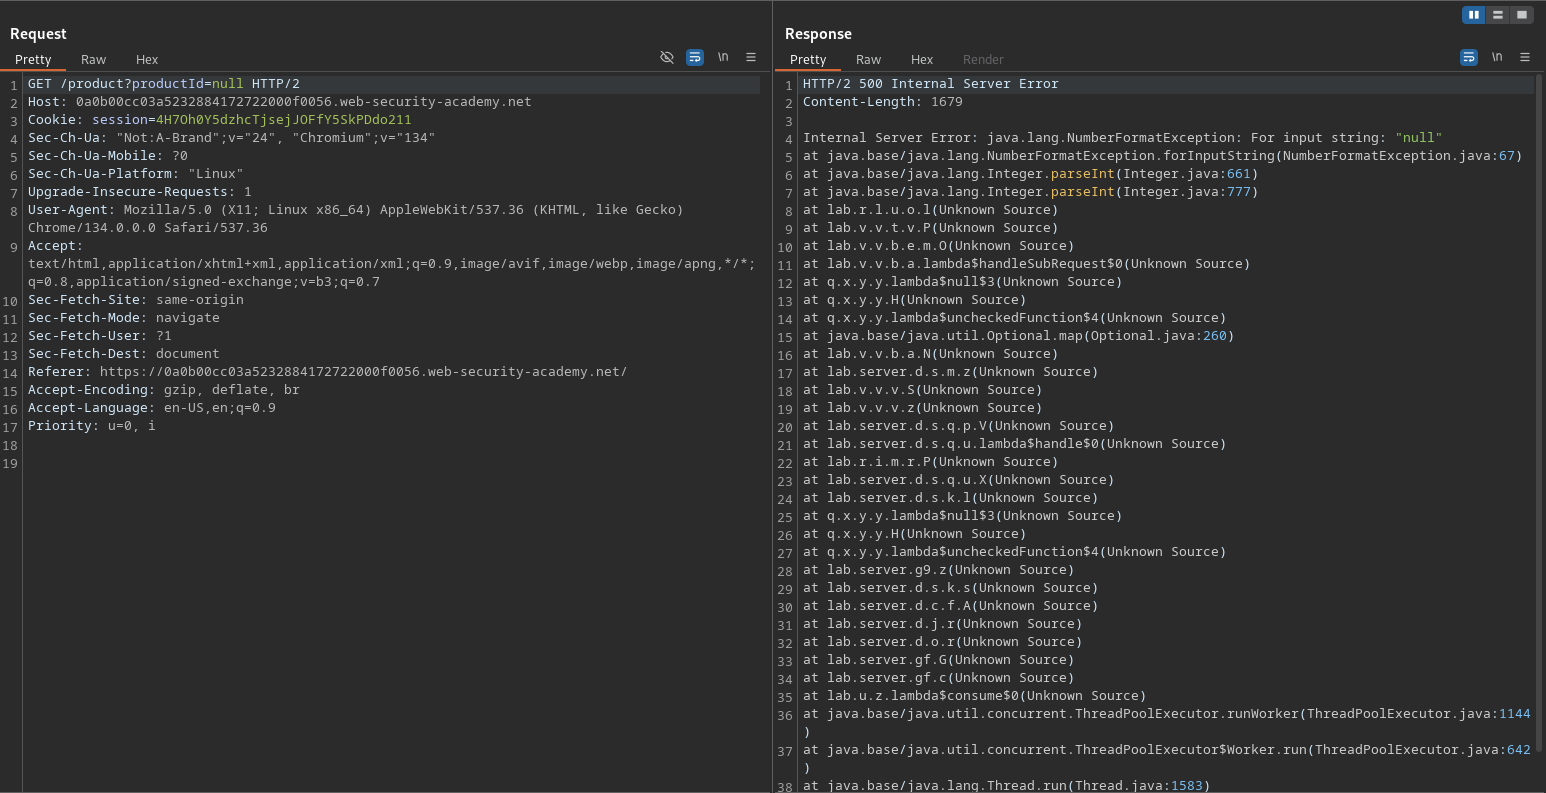 Request
Pretty Raw Hex \n
1 GET /product?productId=null HTTP/2
2 Host: 0a0b00cc03a5232884172722000f0056.web-security-academy.net
3 Cookie: session=4H7Oh0Y5dzhcTjsejJOFfY5SkPDdo211
4 Sec-Ch-Ua: "Not:A-Brand";v="24", "Chromium";v="134"
5 Sec-Ch-Ua-Mobile: ?0
6 Sec-Ch-Ua-Platform: "Linux"
7 Upgrade-Insecure-Requests: 1
8 User-Agent: Mozilla/5.0 (X11; Linux x86_64) AppleWebKit/537.36 (KHTML, like Gecko)
Chrome/134.0.0.0 Safari/537.36
9 Accept:
text/html,application/xhtml+xml,application/xml;q=0.9,image/avif,image/webp,image/apng,*/*;
q=0.8,application/signed-exchange;v=b3;q=0.7
10 Sec-Fetch-Site: same-origin
11 Sec-Fetch-Mode: navigate
12 Sec-Fetch-User: ?1
13 Sec-Fetch-Dest: document
14 Referer: https://0a0b00cc03a5232884172722000f0056.web-security-academy.net/
15 Accept-Encoding: gzip, deflate, br
16 Accept-Language: en-US,en;q=0.9
17 Priority: u=0, i
18
19
Response
Pretty Raw Hex Render \n
1 HTTP/2 500 Internal Server Error
2 Content-Length: 1679
3
4 Internal Server Error: java.lang.NumberFormatException: For input string: "null"
5 at java.base/java.lang.NumberFormatException.forInputString(NumberFormatException.java:67)
6 at java.base/java.lang.Integer.parseInt(Integer.java:661)
7 at java.base/java.lang.Integer.parseInt(Integer.java:777)
8 at lab.r.l.u.o.l(Unknown Source)
9 at lab.v.v.t.v.P(Unknown Source)
10 at lab.v.v.b.e.m.O(Unknown Source)
11 at lab.v.v.b.a.lambda$handleSubRequest$0(Unknown Source)
12 at q.x.y.y.lambda$null$3(Unknown Source)
13 at q.x.y.y.H(Unknown Source)
14 at q.x.y.y.lambda$uncheckedFunction$4(Unknown Source)
15 at java.base/java.util.Optional.map(Optional.java:260)
16 at lab.v.v.b.a.N(Unknown Source)
17 at lab.server.d.s.m.z(Unknown Source)
18 at lab.v.v.v.S(Unknown Source)
19 at lab.v.v.v.z(Unknown Source)
20 at lab.server.d.s.q.p.V(Unknown Source)
21 at lab.server.d.s.q.u.lambda$handle$0(Unknown Source)
22 at lab.r.i.m.r.P(Unknown Source)
23 at lab.server.d.s.q.u.X(Unknown Source)
24 at lab.server.d.s.k.l(Unknown Source)
25 at q.x.y.y.lambda$null$3(Unknown Source)
26 at q.x.y.y.H(Unknown Source)
27 at q.x.y.y.lambda$uncheckedFunction$4(Unknown Source)
28 at lab.server.g9.z(Unknown Source)
29 at lab.server.d.s.k.s(Unknown Source)
30 at lab.server.d.c.f.A(Unknown Source)
31 at lab.server.d.j.r(Unknown Source)
32 at lab.server.d.o.r(Unknown Source)
33 at lab.server.gf.G(Unknown Source)
34 at lab.server.gf.c(Unknown Source)
35 at lab.u.z.lambda$consume$0(Unknown Source)
36 at java.base/java.util.concurrent.ThreadPoolExecutor.runWorker(ThreadPoolExecutor.java:1144
)
37 at java.base/java.util.concurrent.ThreadPoolExecutor$Worker.run(ThreadPoolExecutor.java:642
)
38 at java.base/java.lang.Thread.run(Thread.java:1583)